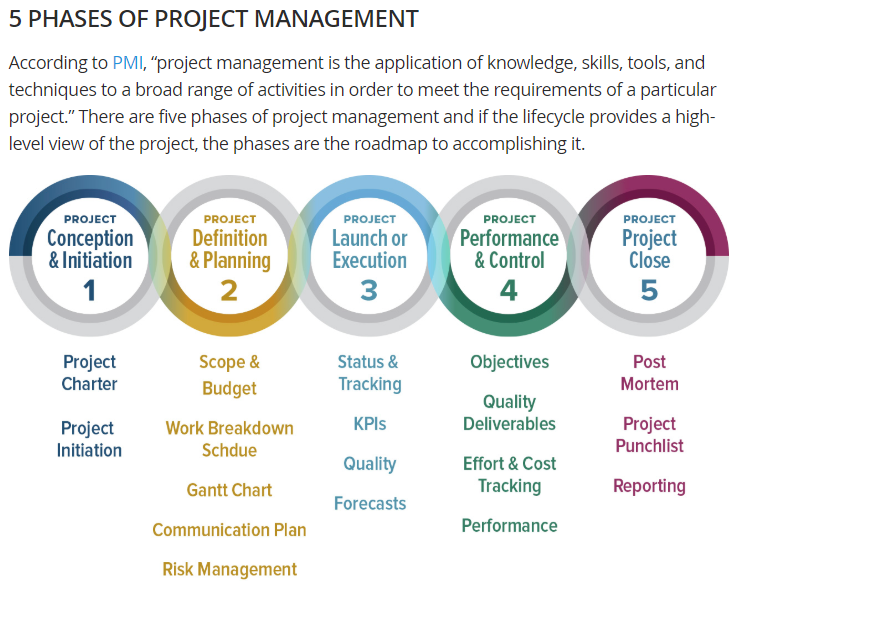 5 PHASES OF PROJECT MANAGEMENT
According to PMI, “project management is the application of knowledge, skills, tools, and
techniques to a broad range of activities in order to meet the requirements of a particular
project.” There are five phases of project management and if the lifecycle provides a high-
level view of the project, the phases are the roadmap to accomplishing it.
PROJECT
Conception
& Initiation
1
PROJECT
Definition
& Planning
2
PROJECT
Launch or
Execution
3
PROJECT
Performance
& Control
4
PROJECT
Project
Close
5
Project
Charter
Project
Initiation
Scope &
Budget
Work Breakdown
Schdue
Gantt Chart
Communication Plan
Risk Management
Status &
Tracking
KPIs
Quality
Forecasts
Objectives
Quality
Deliverables
Effort & Cost
Tracking
Performance
Post
Mortem
Project
Punchlist
Reporting